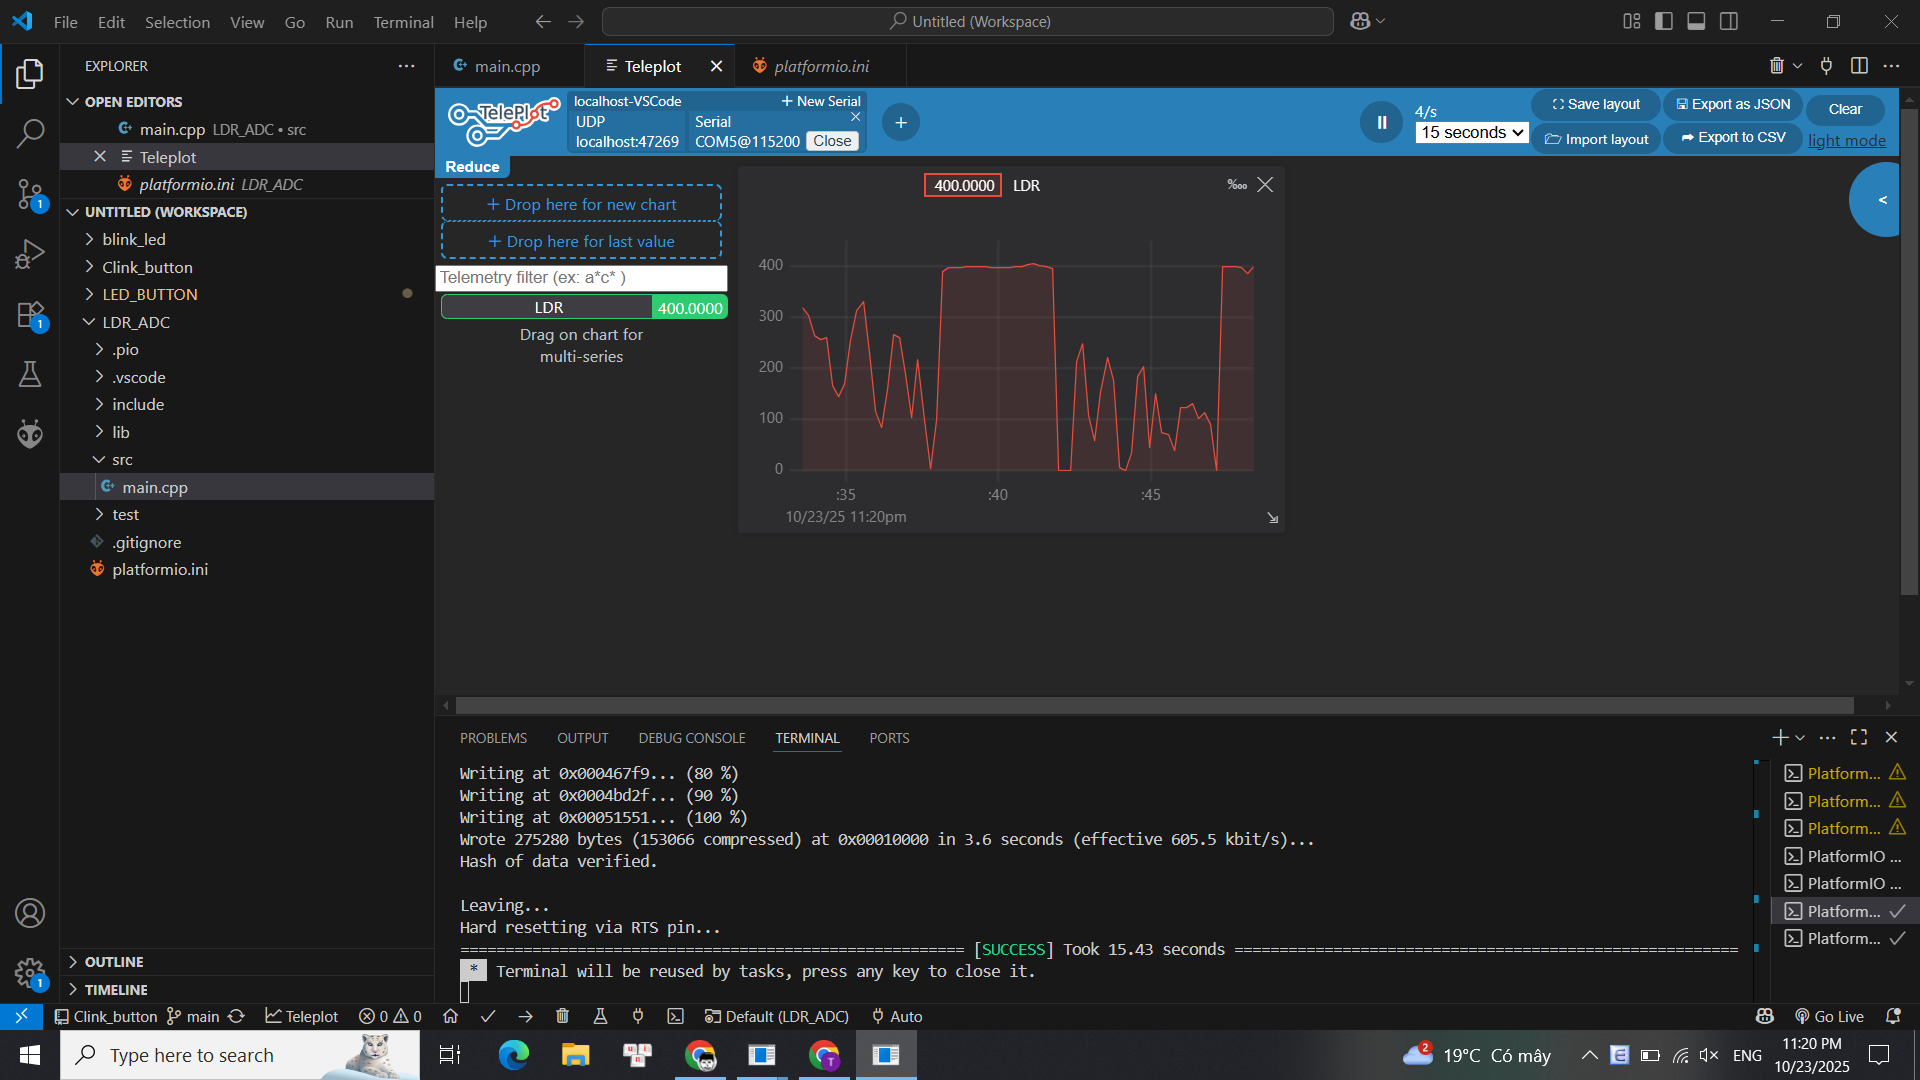 File Edit Selection View Go Run Terminal Help
Untitled (Workspace)
EXPLORER
main.cpp
Teleplot
platformio.ini
OPEN EDITORS
main.cpp LDR_ADC • src
Teleplot
platformio.ini LDR_ADC
UNTITLED (WORKSPACE)
blink_led
Clink_button
LED_BUTTON
LDR_ADC
.pio
.vscode
include
lib
src
main.cpp
test
.gitignore
platformio.ini
OUTLINE
TIMELINE
1
1
1
TelePlot
localhost-VSCode
+ New Serial
UDP
localhost:47269
Serial
COM5@115200 Close
+
4/s
15 seconds
Save layout
Import layout
Export as JSON
Export to CSV
Clear
light mode
<
Reduce
+ Drop here for new chart
+ Drop here for last value
Telemetry filter (ex: a*c* )
LDR 400.0000
Drag on chart for
multi-series
400.0000 LDR
400
300
200
100
0
:35 :40 :45
10/23/25 11:20pm
PROBLEMS OUTPUT DEBUG CONSOLE TERMINAL PORTS
Writing at 0x000467f9... (80 %)
Writing at 0x0004bd2f... (90 %)
Writing at 0x00051551... (100 %)
Wrote 275280 bytes (153066 compressed) at 0x00010000 in 3.6 seconds (effective 605.5 kbit/s)...
Hash of data verified.
Leaving...
Hard resetting via RTS pin...
======================================================== [SUCCESS] Took 15.43 seconds ========================================================
* Terminal will be reused by tasks, press any key to close it.
Platform...
Platform...
Platform...
PlatformIO ...
PlatformIO ...
Platform...
Platform...
Clink_button main Teleplot 0 0 Default (LDR_ADC) Auto Go Live
Type here to search
2
19°C Có mây
ENG
11:20 PM
10/23/2025